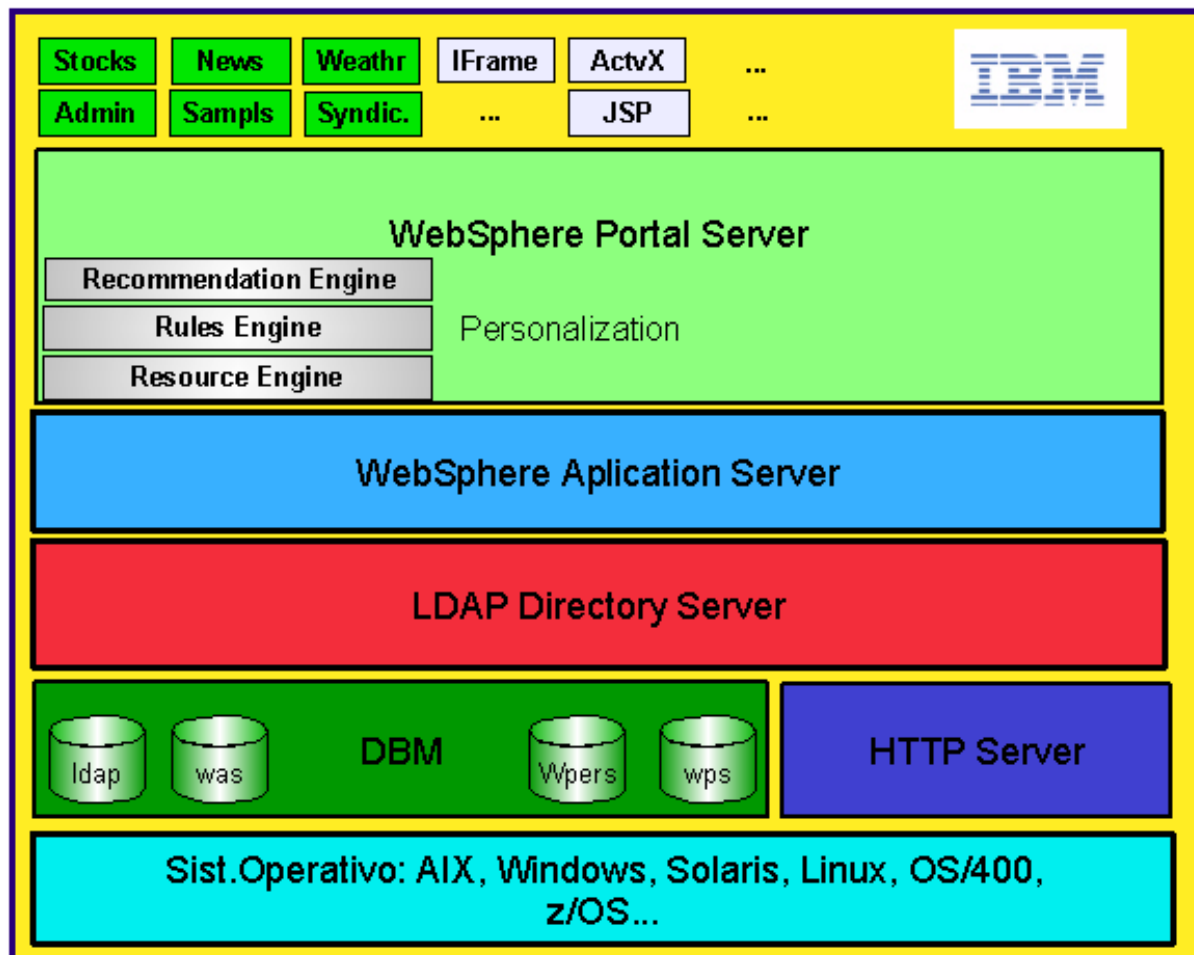 Stocks News Weathr IFrame ActvX ...
Admin Sampls Syndic. ... JSP ...
IBM
WebSphere Portal Server
Recommendation Engine
Rules Engine
Personalization
Resource Engine
WebSphere Aplication Server
LDAP Directory Server
ldap was DBM Wpers wps
HTTP Server
Sist.Operativo: AIX, Windows, Solaris, Linux, OS/400,
z/OS...